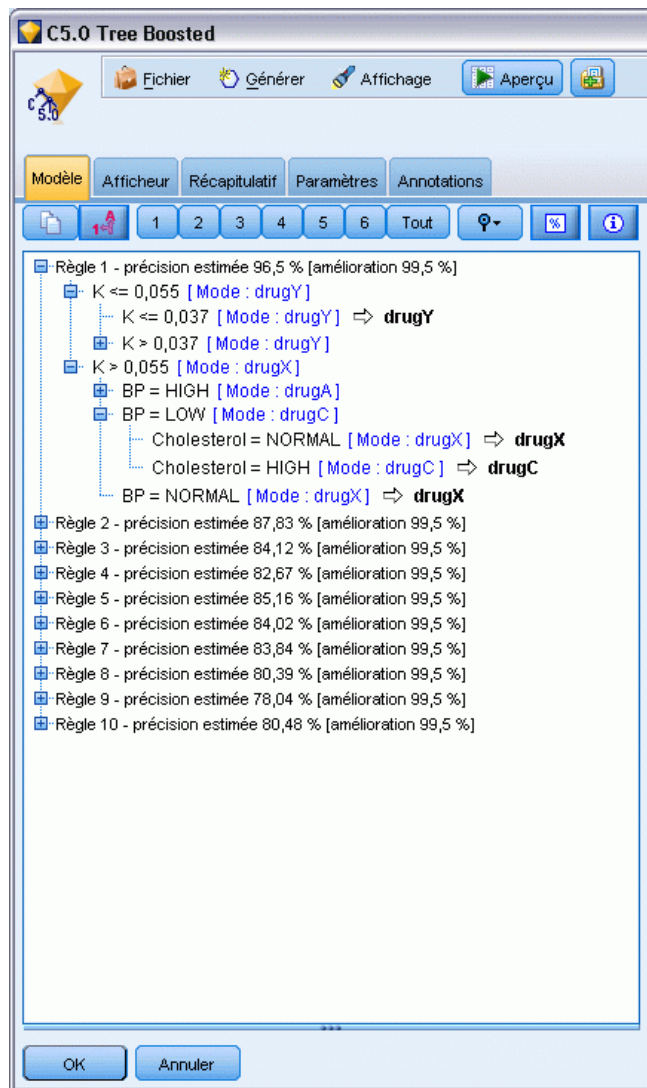 C5.0 Tree Boosted
C 5.0
Fichier Générer Affichage Aperçu
Modèle Afficheur Récapitulatif Paramètres Annotations
1 A 1 2 3 4 5 6 Tout % i
Règle 1 - précision estimée 96,5 % [amélioration 99,5 %]
K <= 0,055 [Mode : drugY]
K <= 0,037 [Mode : drugY] ⇨ drugY
K > 0,037 [Mode : drugY]
K > 0,055 [Mode : drugX]
BP = HIGH [Mode : drugA]
BP = LOW [Mode : drugC]
Cholesterol = NORMAL [Mode : drugX] ⇨ drugX
Cholesterol = HIGH [Mode : drugC] ⇨ drugC
BP = NORMAL [Mode : drugX] ⇨ drugX
Règle 2 - précision estimée 87,83 % [amélioration 99,5 %]
Règle 3 - précision estimée 84,12 % [amélioration 99,5 %]
Règle 4 - précision estimée 82,67 % [amélioration 99,5 %]
Règle 5 - précision estimée 85,16 % [amélioration 99,5 %]
Règle 6 - précision estimée 84,02 % [amélioration 99,5 %]
Règle 7 - précision estimée 83,84 % [amélioration 99,5 %]
Règle 8 - précision estimée 80,39 % [amélioration 99,5 %]
Règle 9 - précision estimée 78,04 % [amélioration 99,5 %]
Règle 10 - précision estimée 80,48 % [amélioration 99,5 %]
OK Annuler